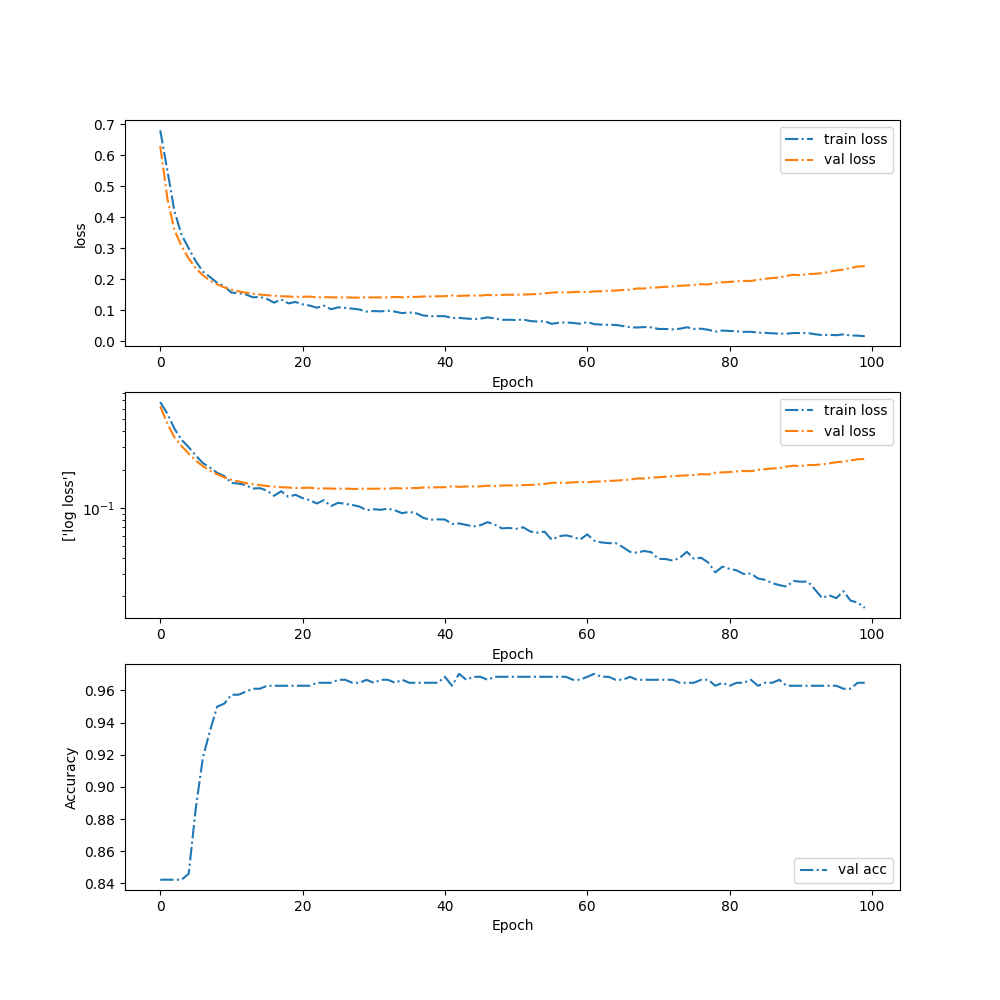 loss
0.7
0.6
0.5
0.4
0.3
0.2
0.1
0.0
train loss
val loss
0 20 40 60 80 100
Epoch
['log loss']
10⁻¹
train loss
val loss
0 20 40 60 80 100
Epoch
Accuracy
0.96
0.94
0.92
0.90
0.88
0.86
0.84
val acc
0 20 40 60 80 100
Epoch